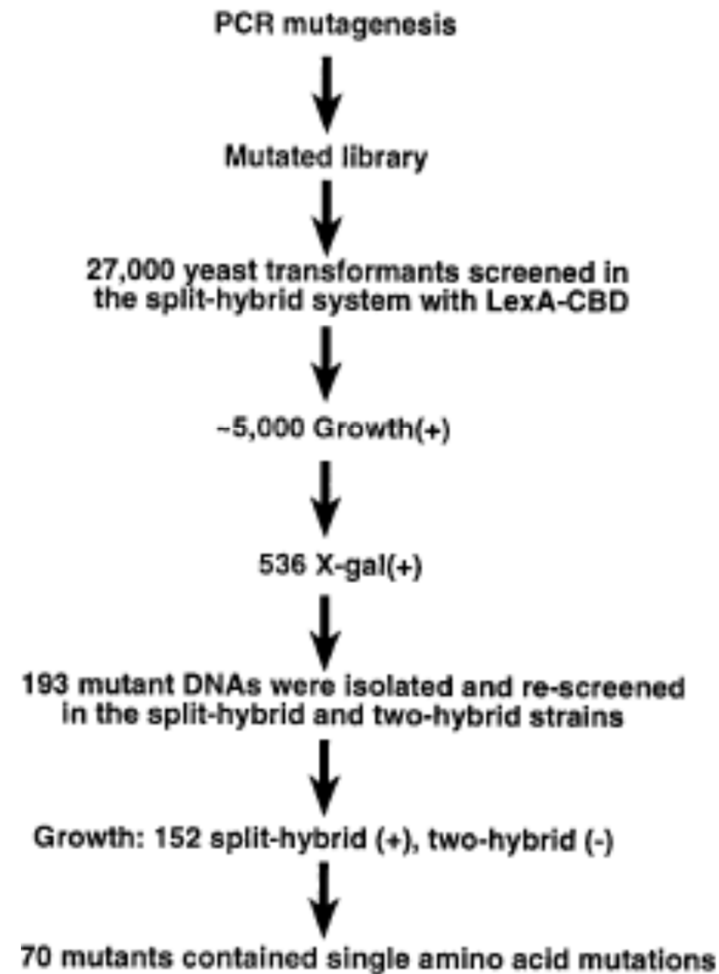 PCR mutagenesis
Mutated library
27,000 yeast transformants screened in
the split-hybrid system with LexA-CBD
~5,000 Growth(+)
536 X-gal(+)
193 mutant DNAs were isolated and re-screened
in the split-hybrid and two-hybrid strains
Growth: 152 split-hybrid (+), two-hybrid (-)
70 mutants contained single amino acid mutations